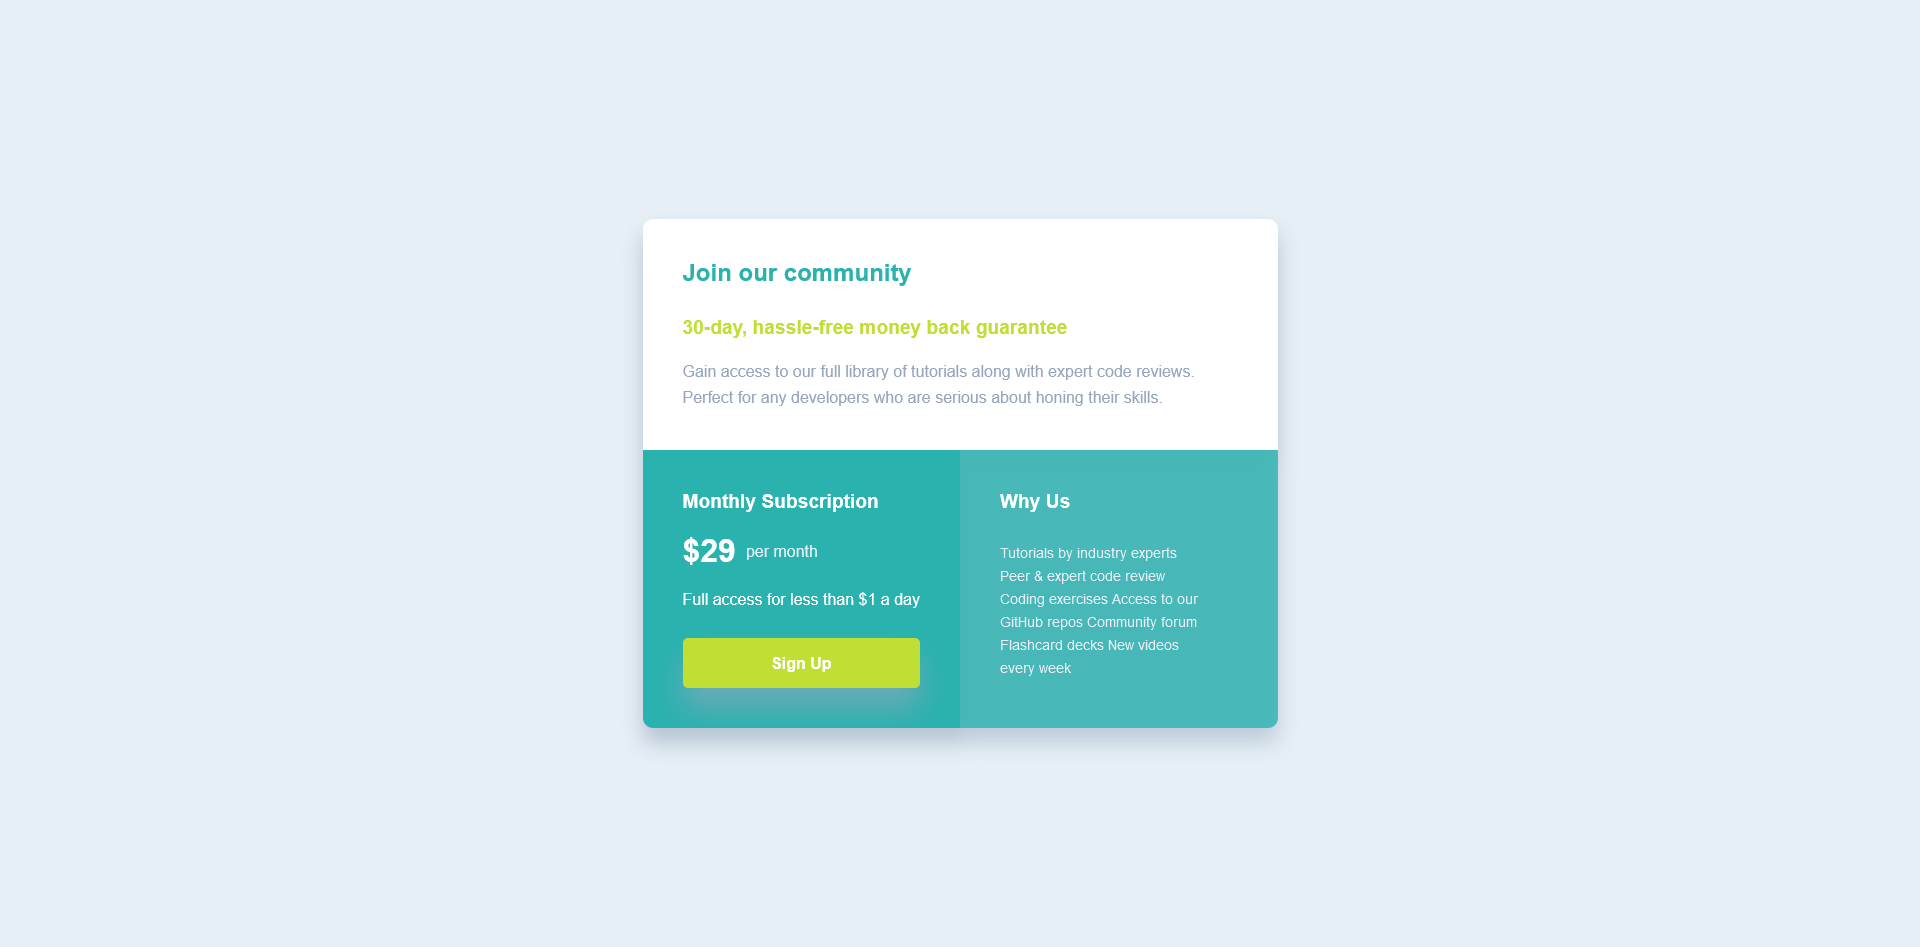 Join our community
30-day, hassle-free money back guarantee
Gain access to our full library of tutorials along with expert code reviews.
Perfect for any developers who are serious about honing their skills.
Monthly Subscription
$29 per month
Full access for less than $1 a day
Sign Up
Why Us
Tutorials by industry experts
Peer & expert code review
Coding exercises Access to our
GitHub repos Community forum
Flashcard decks New videos
every week